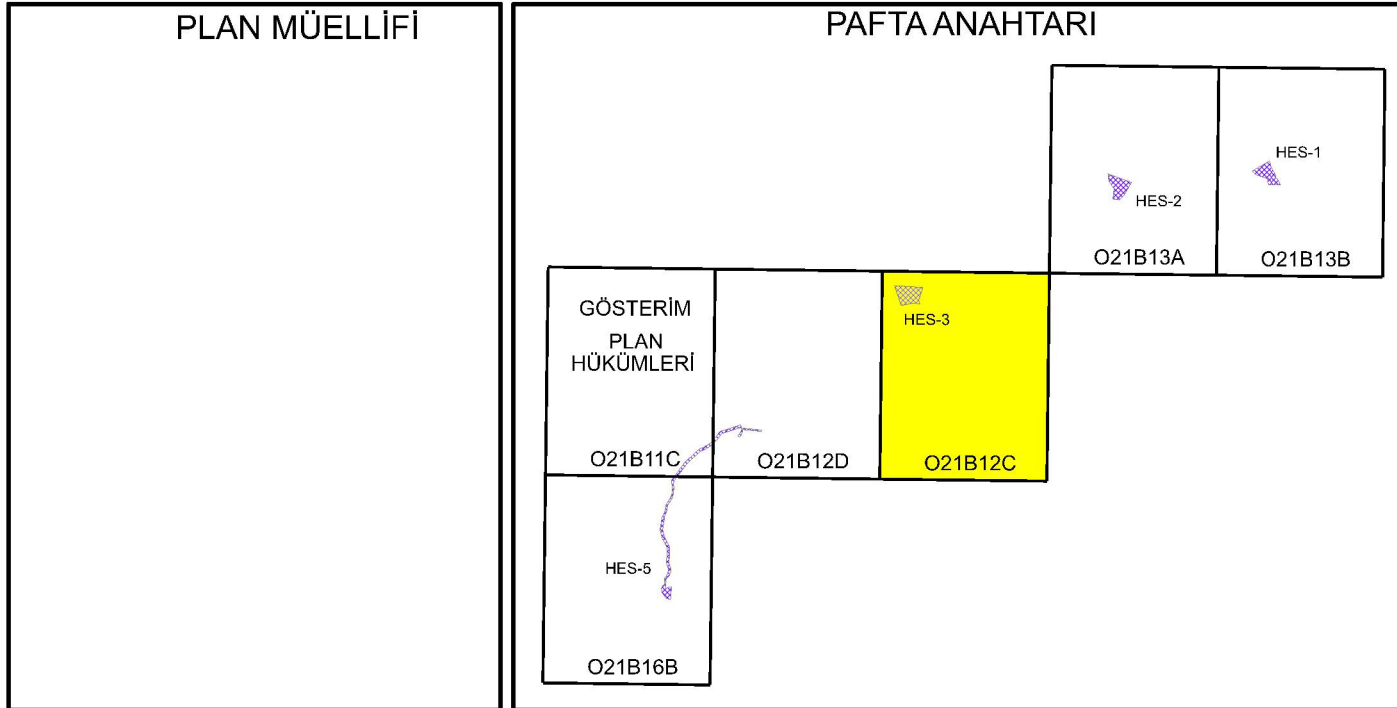 PLAN MÜELLİFİ
PAFTA ANAHTARI
HES-1
HES-2
O21B13A
O21B13B
GÖSTERİM
PLAN
HÜKÜMLERİ
HES-3
O21B11C
O21B12D
O21B12C
HES-5
O21B16B